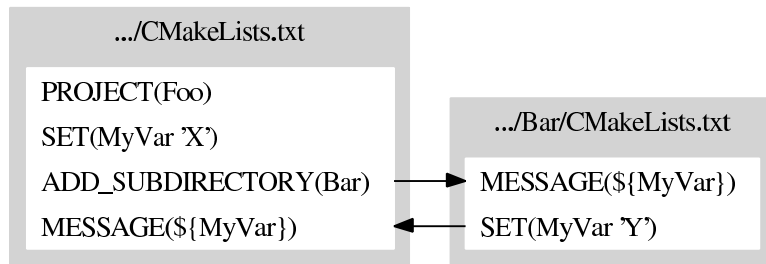 .../CMakeLists.txt
PROJECT(Foo)
SET(MyVar ’X’)
ADD_SUBDIRECTORY(Bar)
MESSAGE(${MyVar})
.../Bar/CMakeLists.txt
MESSAGE(${MyVar})
SET(MyVar ’Y’)